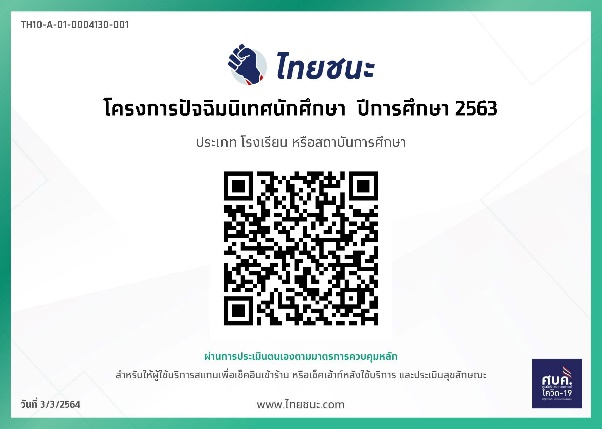 TH10-A-01-0004130-001
ไทยชนะ
โครงการปัจฉิมนิเทศนักศึกษา ปีการศึกษา 2563
ประเภท โรงเรียน หรือสถาบันการศึกษา
ผ่านการประเมินตนเองตามมาตรการควบคุมหลัก
สำหรับให้ผู้ใช้บริการสแกนเพื่อเช็คอินเข้าร้าน หรือเช็คเอ้าท์หลังใช้บริการ และประเมินสุขลักษณะ
ศบค.
โควิด-19
วันที่ 3/3/2564
www.ไทยชนะ.com